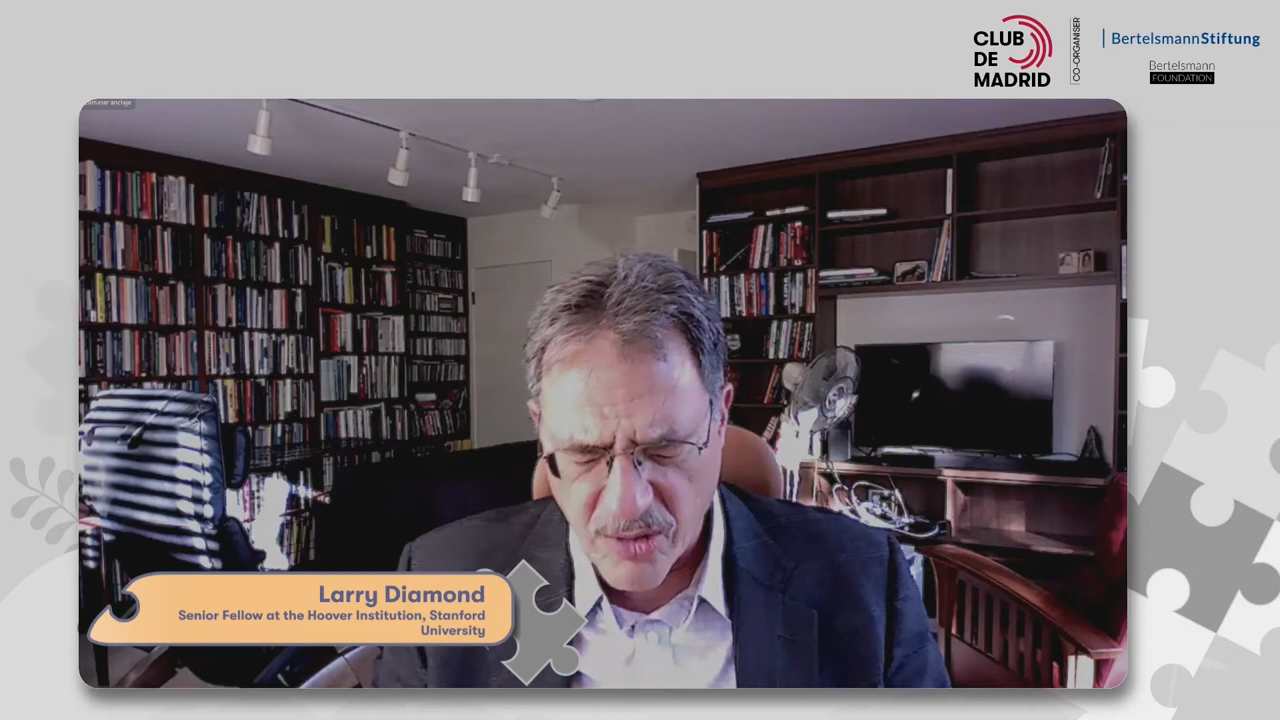 CLUB
DE
MADRID
CO-ORGANISER
BertelsmannStiftung
Bertelsmann
FOUNDATION
Larry Diamond
Senior Fellow at the Hoover Institution, Stanford
University